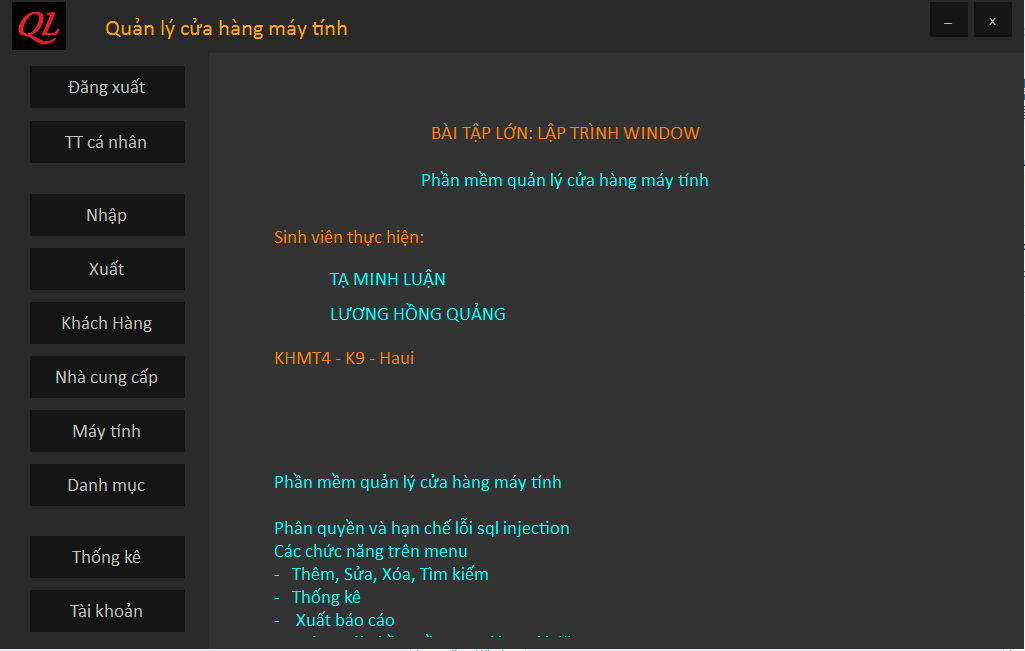 QL
Quản lý cửa hàng máy tính
_
x
Đăng xuất
TT cá nhân
Nhập
Xuất
Khách Hàng
Nhà cung cấp
Máy tính
Danh mục
Thống kê
Tài khoản
BÀI TẬP LỚN: LẬP TRÌNH WINDOW
Phần mềm quản lý cửa hàng máy tính
Sinh viên thực hiện:
TẠ MINH LUẬN
LƯƠNG HỒNG QUẢNG
KHMT4 - K9 - Haui
Phần mềm quản lý cửa hàng máy tính
Phân quyền và hạn chế lỗi sql injection
Các chức năng trên menu
- Thêm, Sửa, Xóa, Tìm kiếm
- Thống kê
- Xuất báo cáo